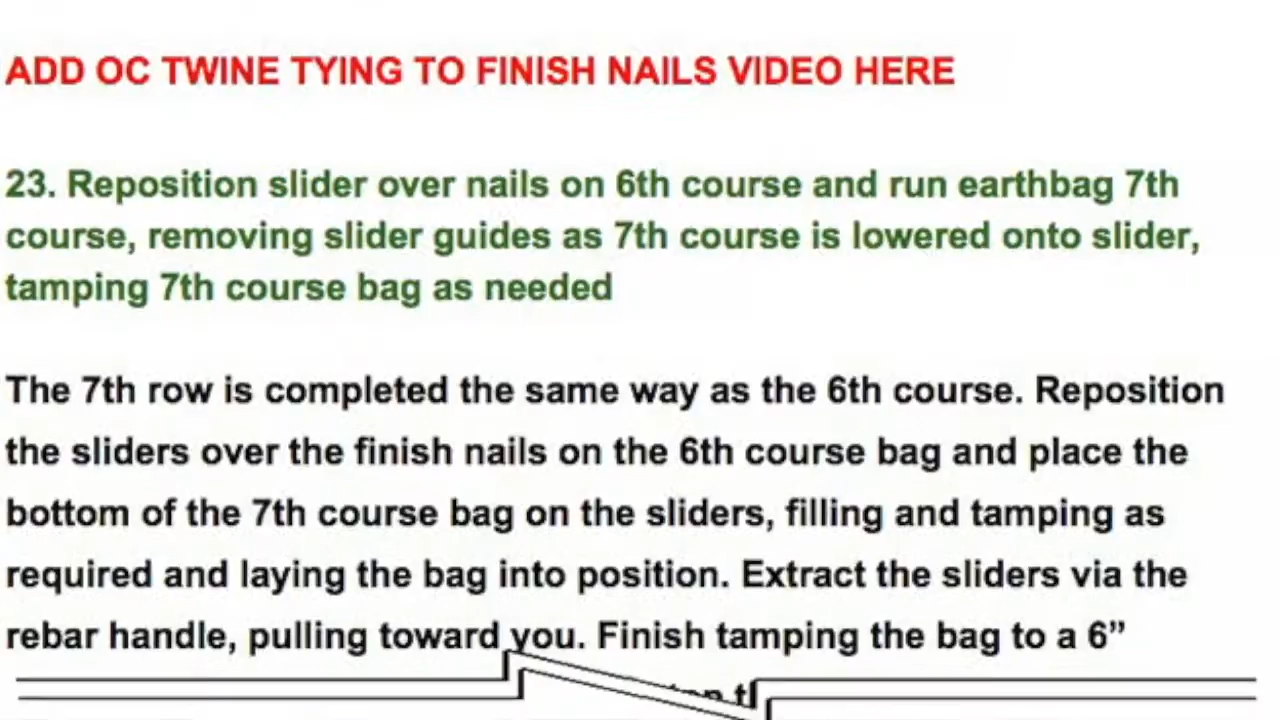 ADD OC TWINE TYING TO FINISH NAILS VIDEO HERE
23. Reposition slider over nails on 6th course and run earthbag 7th
course, removing slider guides as 7th course is lowered onto slider,
tamping 7th course bag as needed
The 7th row is completed the same way as the 6th course. Reposition
the sliders over the finish nails on the 6th course bag and place the
bottom of the 7th course bag on the sliders, filling and tamping as
required and laying the bag into position. Extract the sliders via the
rebar handle, pulling toward you. Finish tamping the bag to a 6”